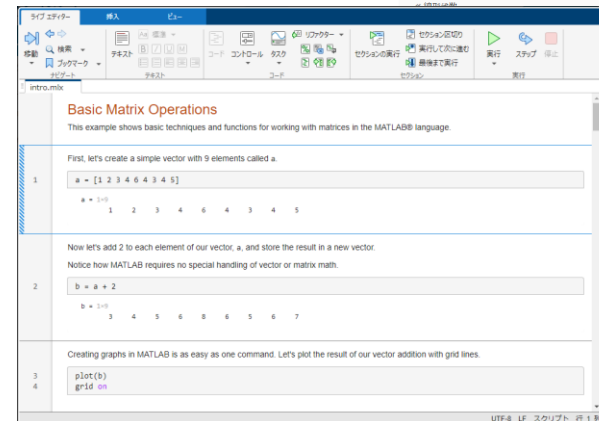 ライブ エディター 挿入 ビュー
移動 検索 ブックマーク
テキスト 標準 B I U M
コード コントロール タスク リファクター
セクションの実行 セクション区切り 実行して次に進む 最後まで実行
実行 ステップ 停止
ナビゲート テキスト コード セクション 実行
intro.mlx
Basic Matrix Operations
This example shows basic techniques and functions for working with matrices in the MATLAB® language.
First, let's create a simple vector with 9 elements called a.
1 a = [1 2 3 4 6 4 3 4 5]
a = 1×9
1 2 3 4 6 4 3 4 5
Now let's add 2 to each element of our vector, a, and store the result in a new vector.
Notice how MATLAB requires no special handling of vector or matrix math.
2 b = a + 2
b = 1×9
3 4 5 6 8 6 5 6 7
Creating graphs in MATLAB is as easy as one command. Let's plot the result of our vector addition with grid lines.
3 plot(b)
4 grid on
UTF-8 LF スクリプト 行 1